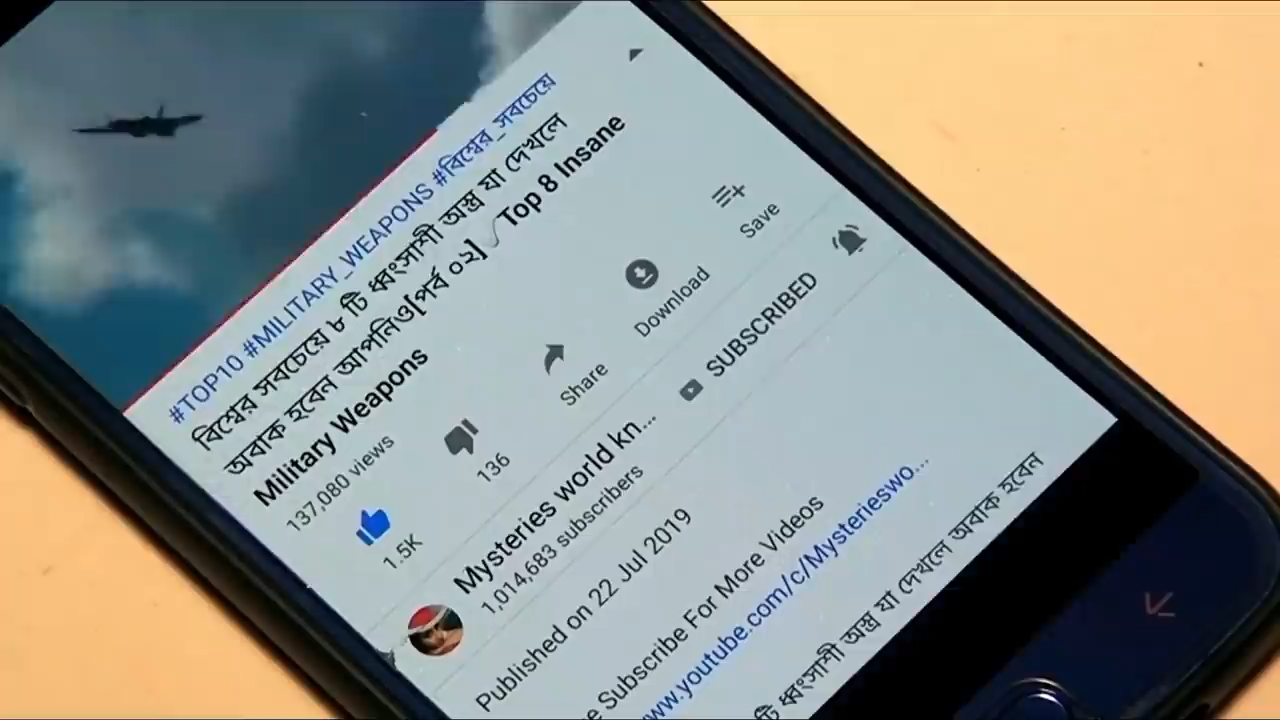 #TOP10 #MILITARY_WEAPONS #বিশ্বের_সবচেয়ে
বিশ্বের সবচেয়ে ৮ টি ধ্বংসাশী অস্ত্র যা দেখলে
অবাক হবেন আপনিও[পর্ব ০২] Top 8 Insane
Military Weapons
137,080 views
1.5K
136
Share
Download
Save
Mysteries world kn...
SUBSCRIBED
1,014,683 subscribers
Published on 22 Jul 2019
Subscribe For More Videos
www.youtube.com/c/Mysterieswo...
টি ধ্বংসাশী অস্ত্র যা দেখলে অবাক হবেন